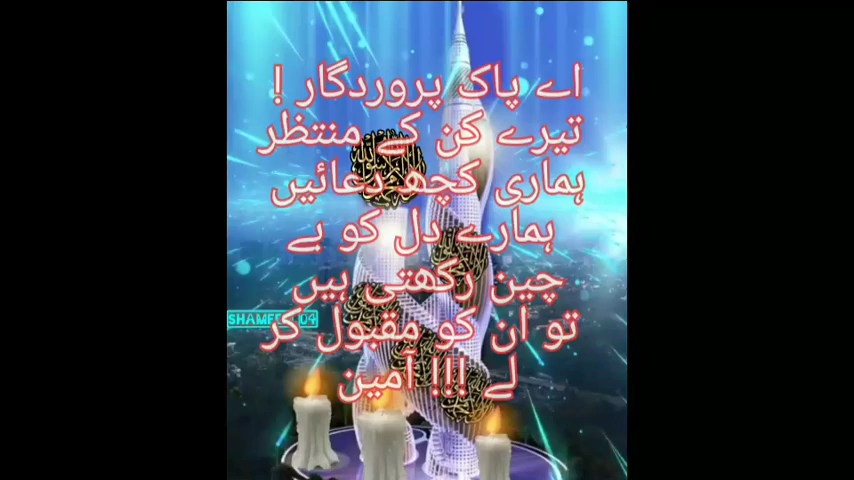 اے پاک پروردگار !
تیرے کن کے منتظر
ہماری کچھ دعائیں
ہمارے دل کو بے
چین رکھتی ہیں
تو ان کو مقبول کر
لے !!! آمین